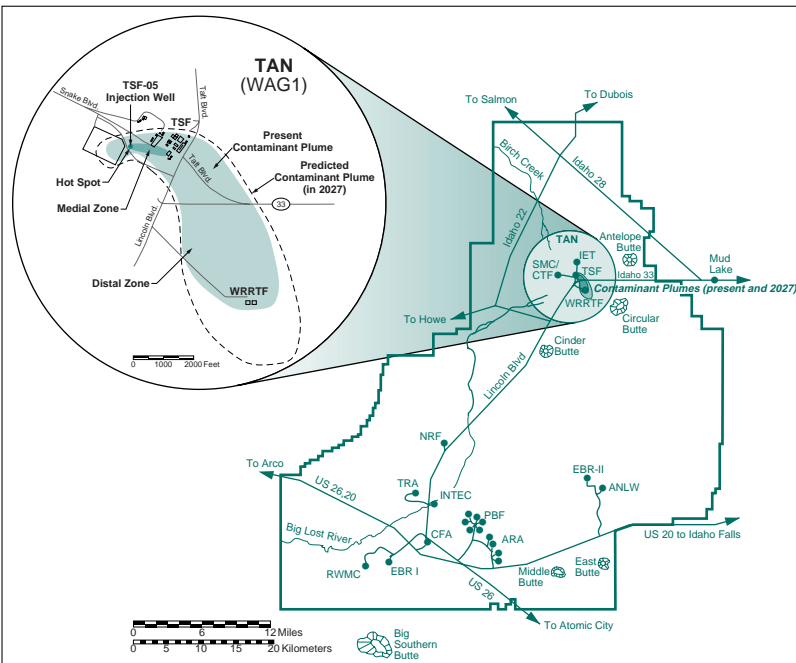 TAN
(WAG1)
TSF-05
Injection Well
Snake Blvd.
Taft Blvd.
TSF
Present
Contaminant Plume
Predicted
Contaminant Plume
(in 2027)
Taft Blvd.
33
Hot Spot
Medial Zone
Lincoln Blvd.
Distal Zone
WRRTF
0 1000 2000 Feet
To Salmon
To Dubois
Birch Creek
Idaho 28
Idaho 22
Antelope
Butte
TAN
IET
SMC/
CTF
TSF
Idaho 33
Mud
Lake
WRRTF
Contaminant Plumes (present and 2027)
To Howe
Circular
Butte
Cinder
Butte
Lincoln Blvd
NRF
To Arco
US 26,20
TRA
INTEC
EBR-II
ANLW
PBF
Big Lost River
CFA
ARA
US 20 to Idaho Falls
RWMC
EBR I
Middle
Butte
East
Butte
US 26
To Atomic City
0 6 12 Miles
0 5 10 15 20 Kilometers
Big
Southern
Butte